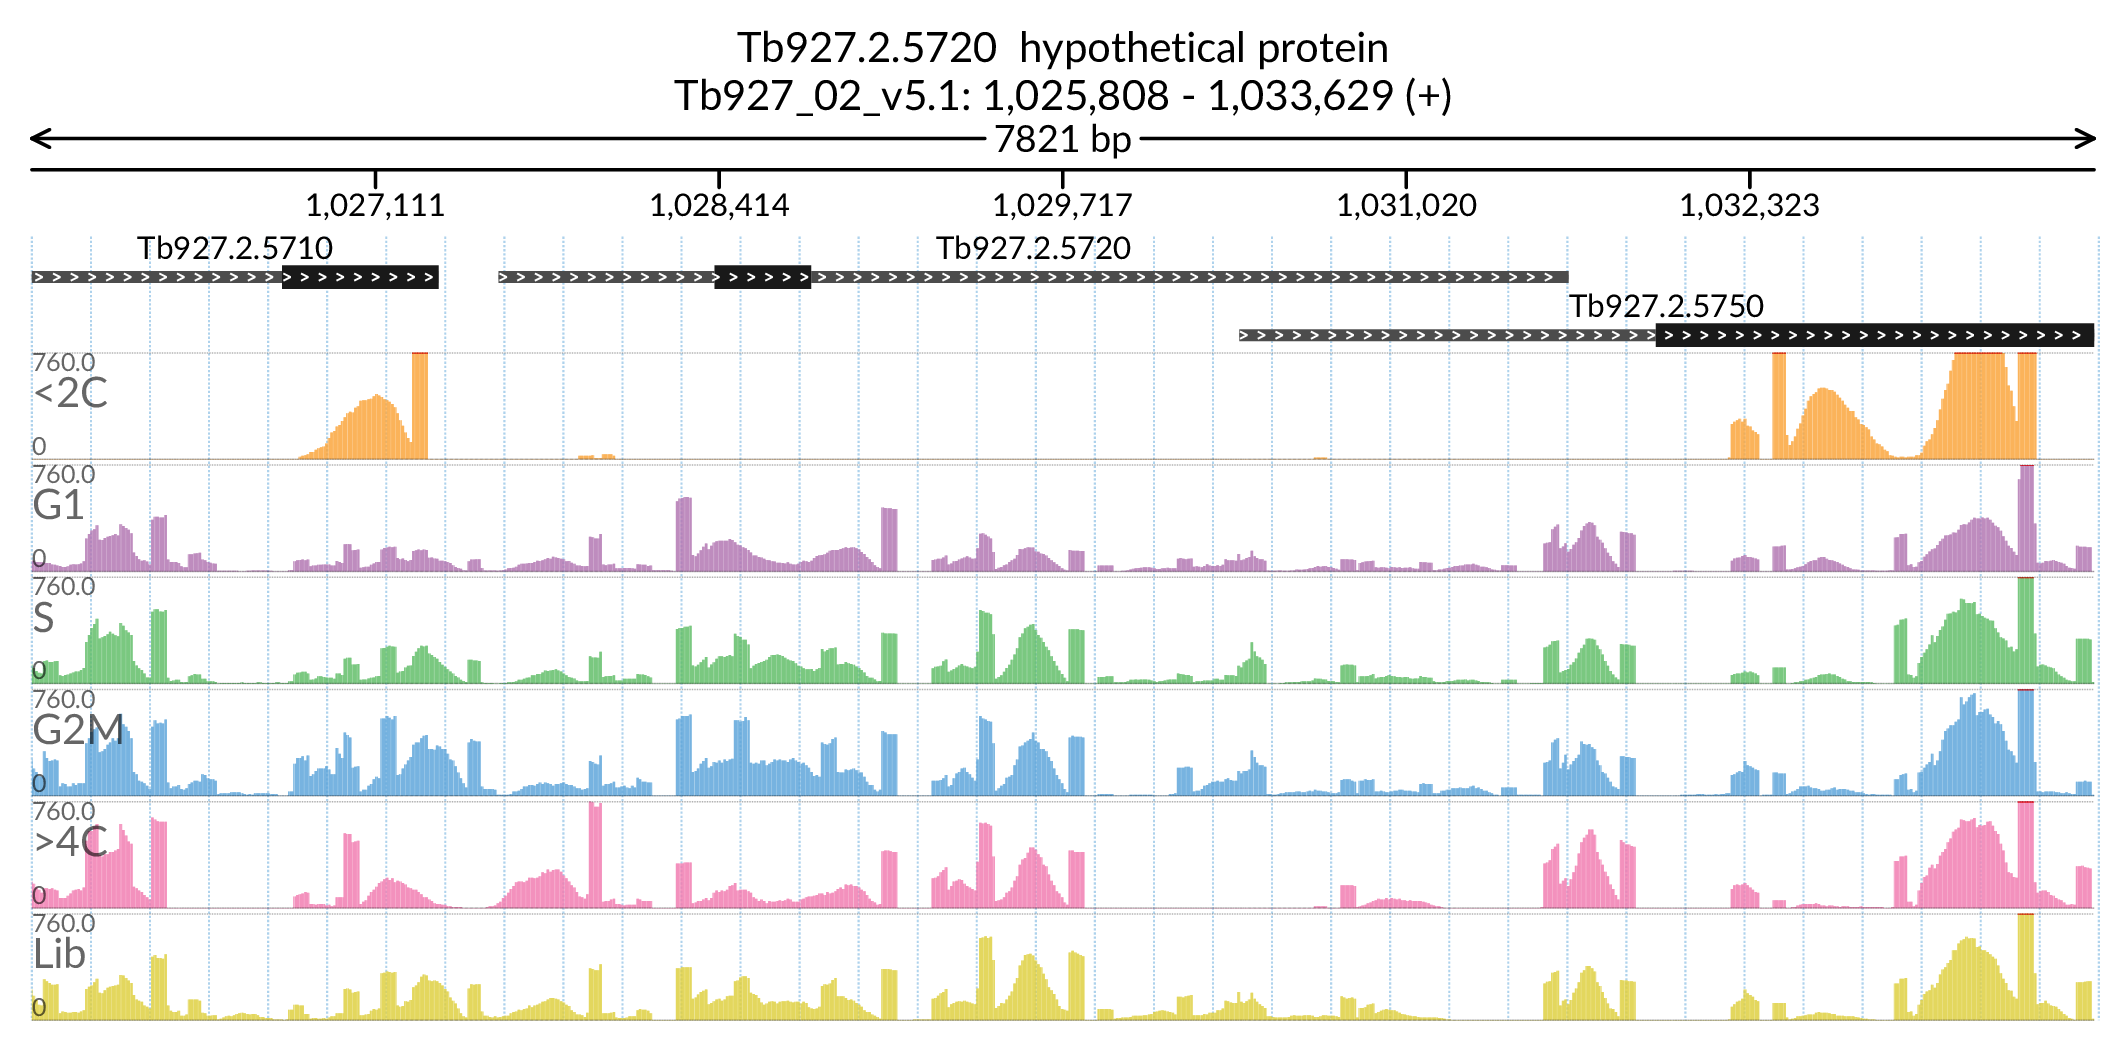 Tb927.2.5720 hypothetical protein
Tb927_02_v5.1: 1,025,808 - 1,033,629 (+)
7821 bp
1,027,111 1,028,414 1,029,717 1,031,020 1,032,323
Tb927.2.5710 Tb927.2.5720
Tb927.2.5750
760.0
<2C
0
760.0
G1
0
760.0
S
0
760.0
G2M
0
760.0
>4C
0
760.0
Lib
0